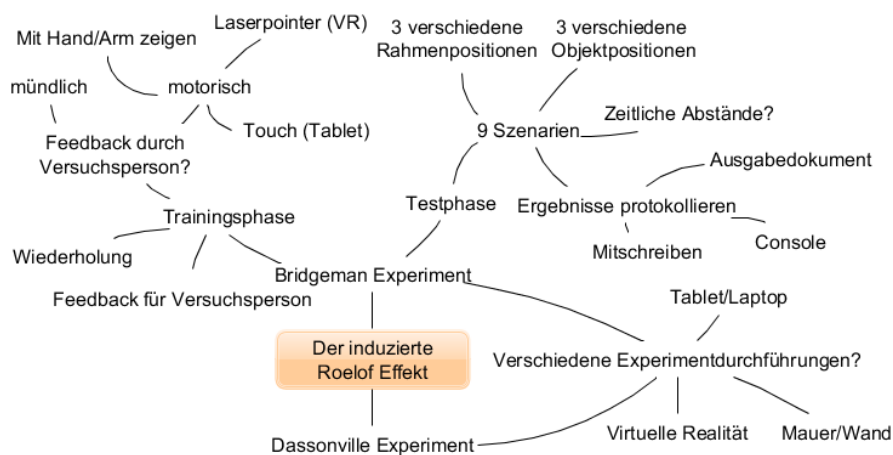 Laserpointer (VR)
Mit Hand/Arm zeigen
3 verschiedene
Rahmenpositionen
3 verschiedene
Objektpositionen
mündlich
motorisch
Zeitliche Abstände?
Touch (Tablet)
9 Szenarien
Feedback durch
Versuchsperson?
Ausgabedokument
Testphase
Ergebnisse protokollieren
Trainingsphase
Console
Mitschreiben
Wiederholung
Bridgeman Experiment
Feedback für Versuchsperson
Tablet/Laptop
Der induzierte
Roelof Effekt
Verschiedene Experimentdurchführungen?
Virtuelle Realität
Mauer/Wand
Dassonville Experiment